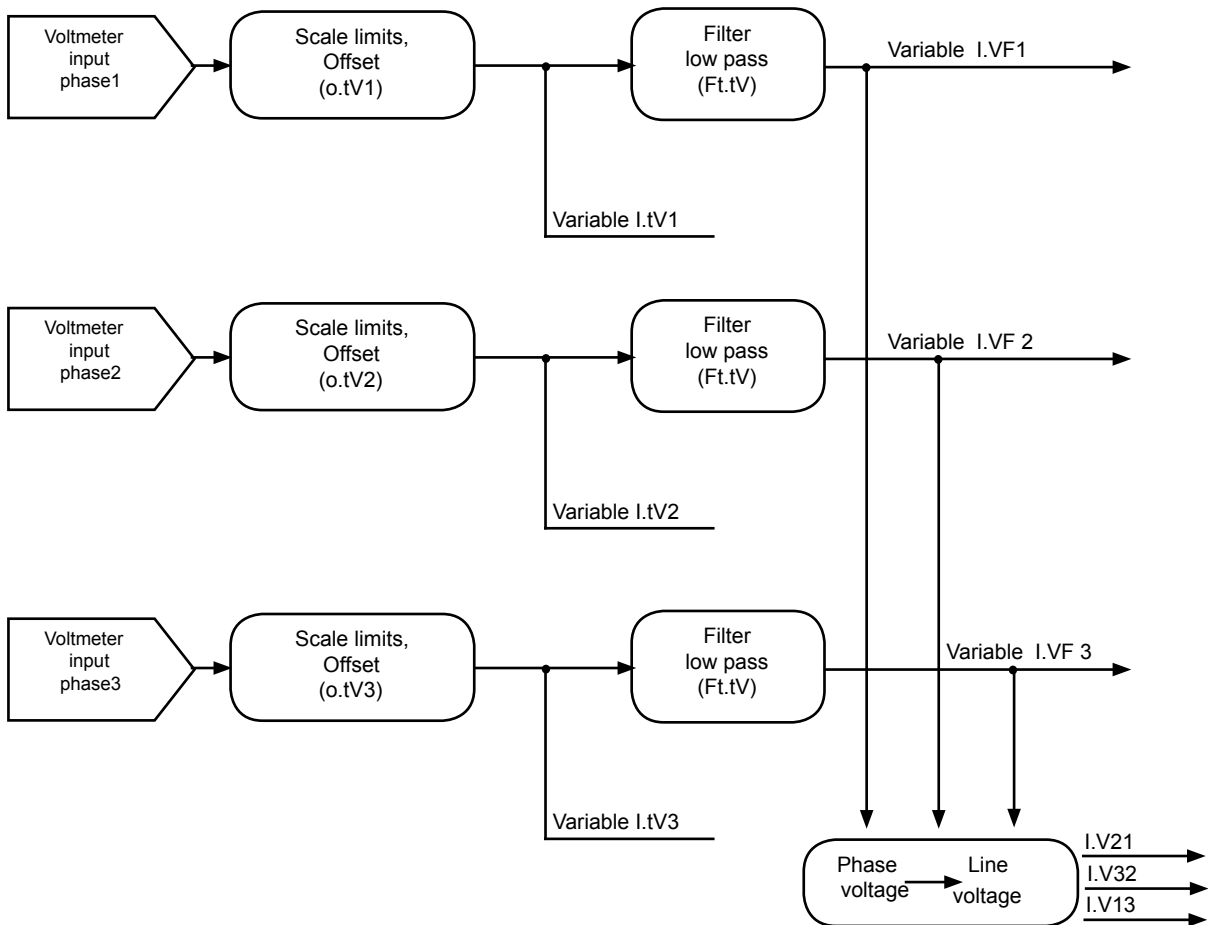 Voltmeter
input
phase1
Scale limits,
Offset
(o.tV1)
Filter
low pass
(Ft.tV)
Variable I.VF1
Variable I.tV1
Voltmeter
input
phase2
Scale limits,
Offset
(o.tV2)
Filter
low pass
(Ft.tV)
Variable I.VF 2
Variable I.tV2
Voltmeter
input
phase3
Scale limits,
Offset
(o.tV3)
Filter
low pass
(Ft.tV)
Variable I.VF 3
Variable I.tV3
Phase
voltage
Line
voltage
I.V21
I.V32
I.V13